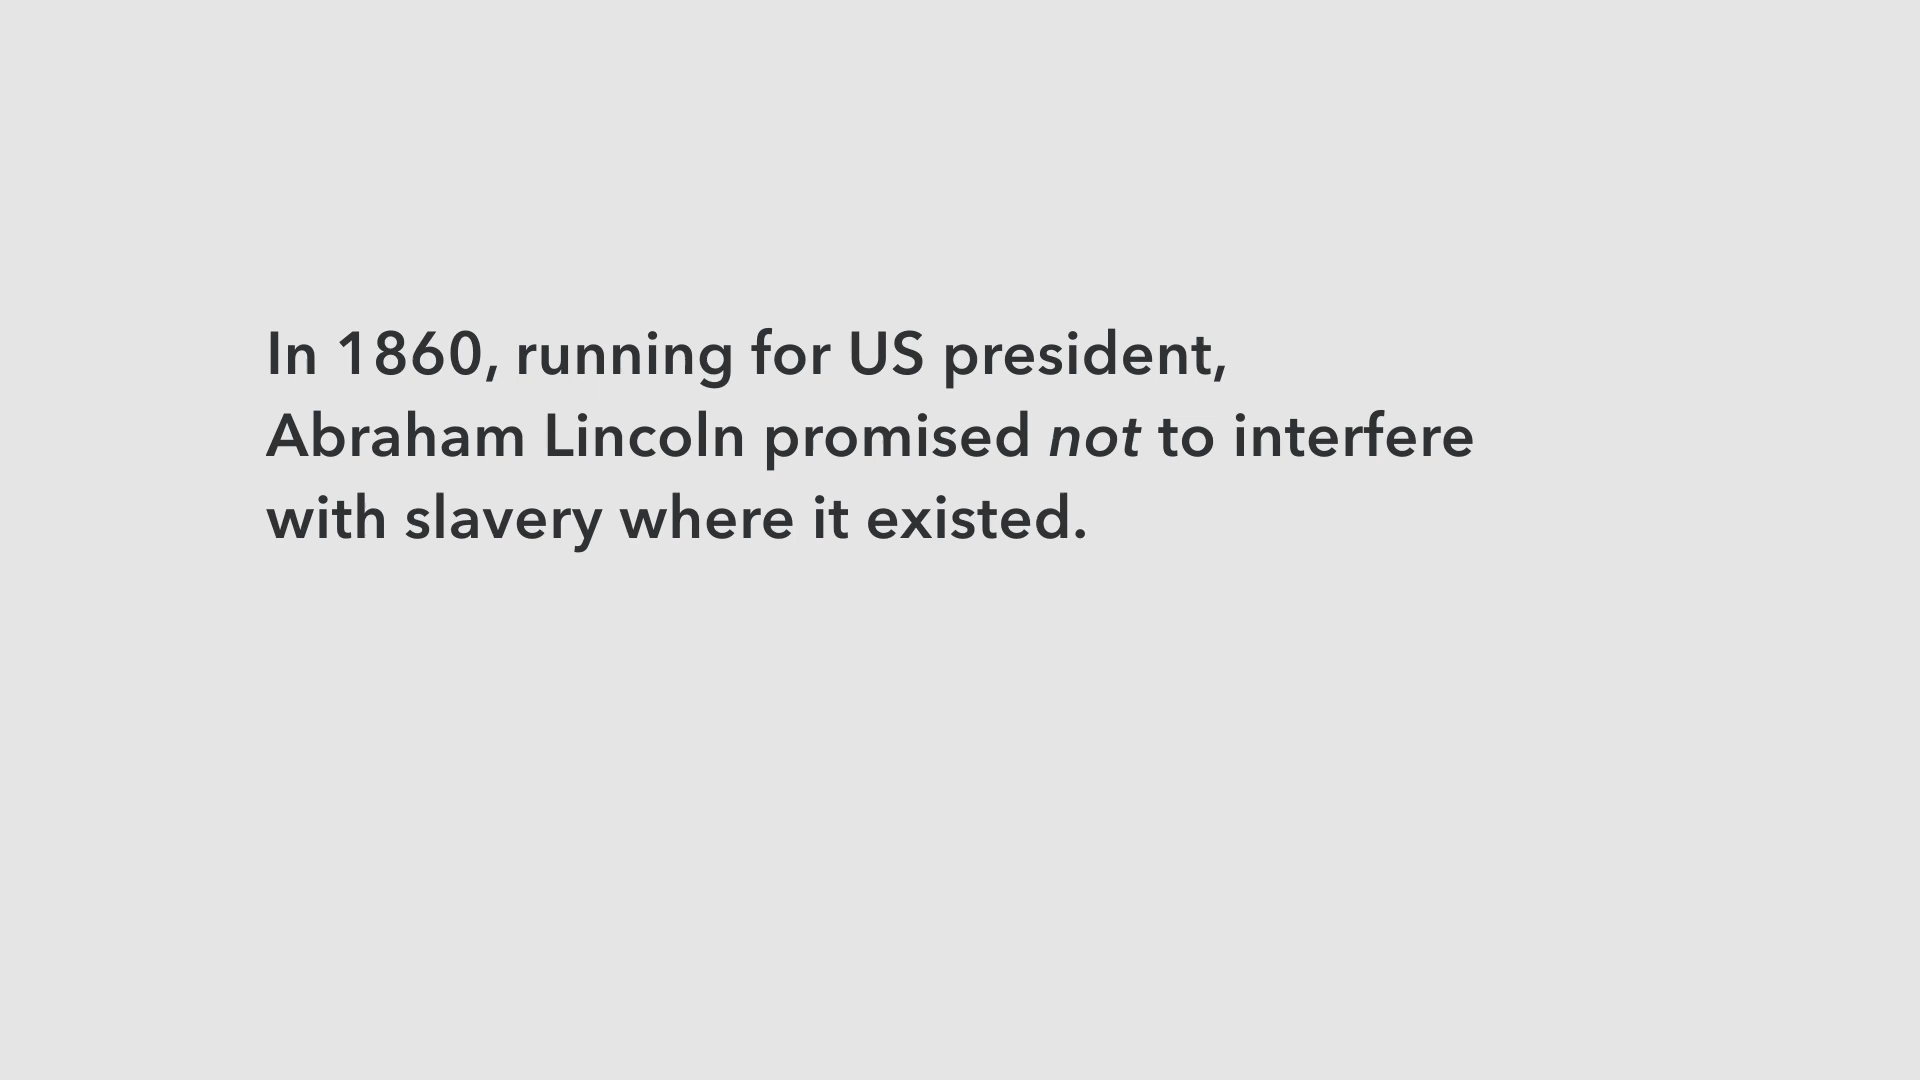 In 1860, running for US president,
Abraham Lincoln promised not to interfere
with slavery where it existed.